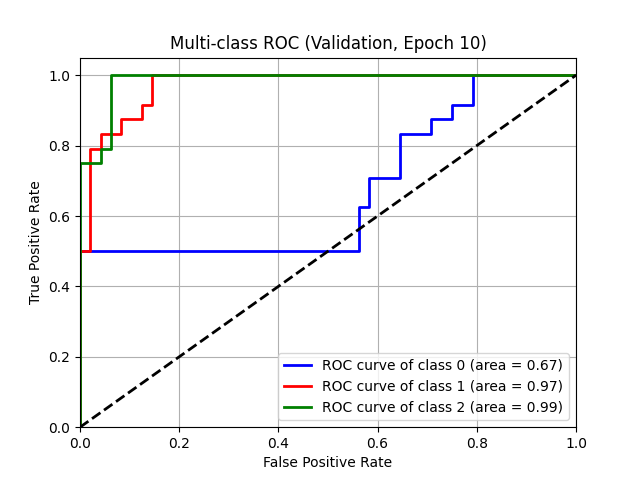 Multi-class ROC (Validation, Epoch 10)
1.0
0.8
0.6
0.4
0.2
0.0
True Positive Rate
ROC curve of class 0 (area = 0.67)
ROC curve of class 1 (area = 0.97)
ROC curve of class 2 (area = 0.99)
0.0 0.2 0.4 0.6 0.8 1.0
False Positive Rate